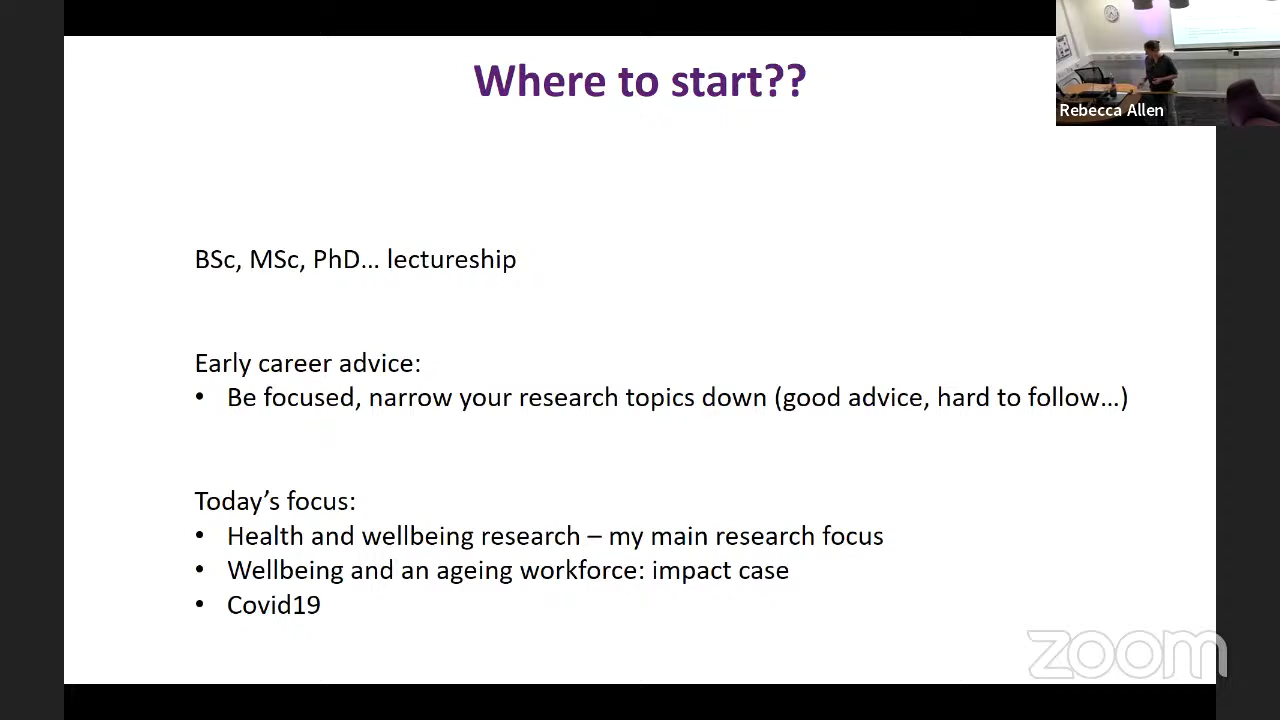 Where to start??
Rebecca Allen
BSc, MSc, PhD… lectureship
Early career advice:
• Be focused, narrow your research topics down (good advice, hard to follow…)
Today’s focus:
• Health and wellbeing research – my main research focus
• Wellbeing and an ageing workforce: impact case
• Covid19
zoom